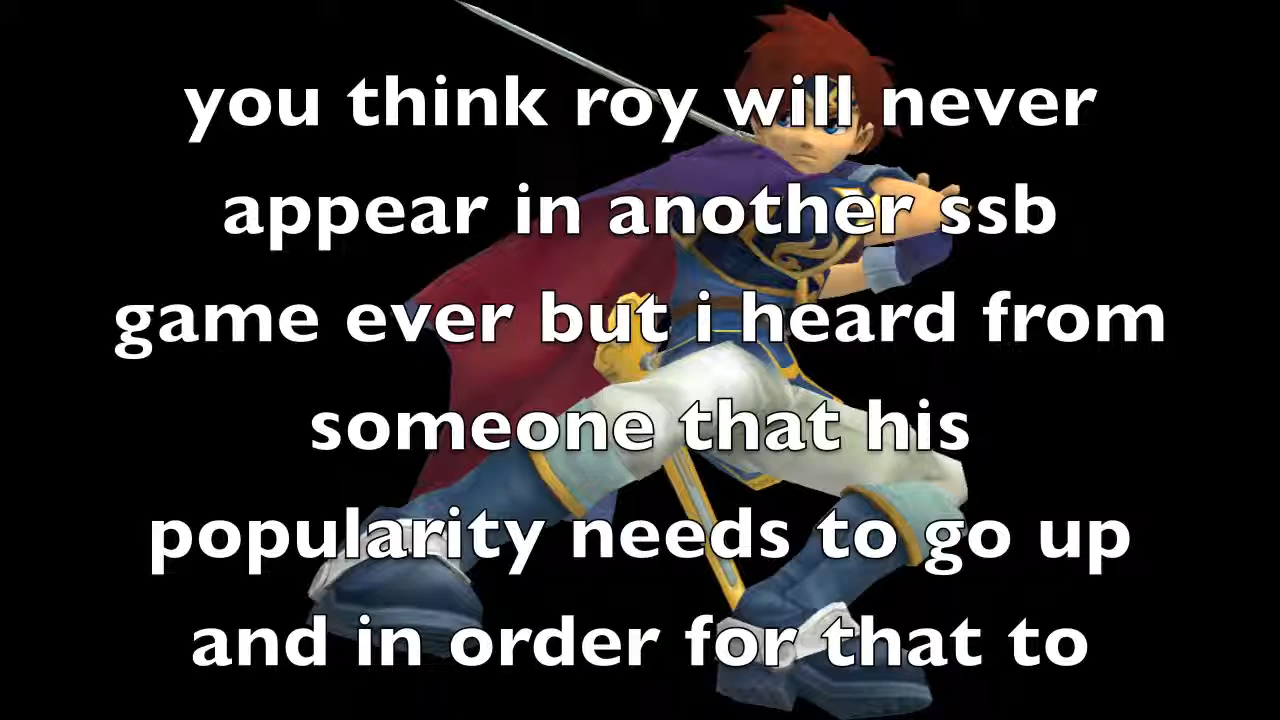 you think roy will never
appear in another ssb
game ever but i heard from
someone that his
popularity needs to go up
and in order for that to